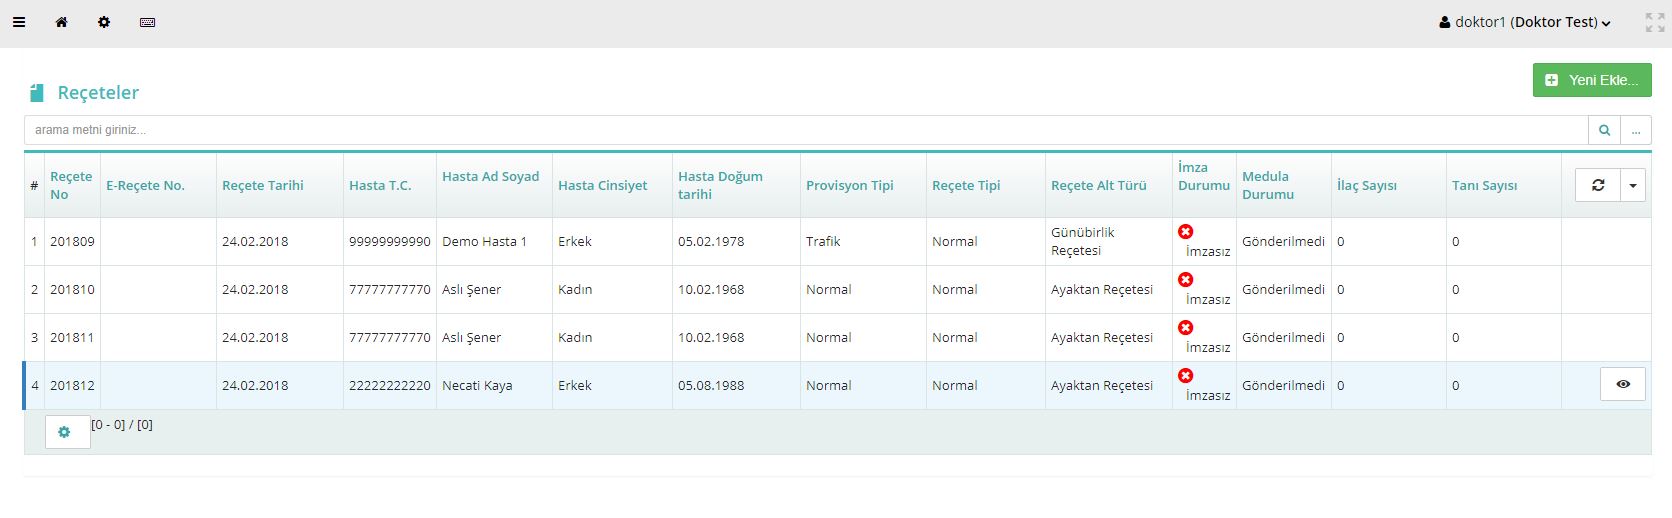 doktor1 (Doktor Test)
Yeni Ekle...
Reçeteler
arama metni giriniz...
...
# Reçete No E-Reçete No. Reçete Tarihi Hasta T.C. Hasta Ad Soyad Hasta Cinsiyet Hasta Doğum tarihi Provisyon Tipi Reçete Tipi Reçete Alt Türü İmza Durumu Medula Durumu İlaç Sayısı Tanı Sayısı
1 201809 24.02.2018 99999999990 Demo Hasta 1 Erkek 05.02.1978 Trafik Normal Günübirlik Reçetesi İmzasız Gönderilmedi 0 0
2 201810 24.02.2018 77777777770 Aslı Şener Kadın 10.02.1968 Normal Normal Ayaktan Reçetesi İmzasız Gönderilmedi 0 0
3 201811 24.02.2018 77777777770 Aslı Şener Kadın 10.02.1968 Normal Normal Ayaktan Reçetesi İmzasız Gönderilmedi 0 0
4 201812 24.02.2018 22222222220 Necati Kaya Erkek 05.08.1988 Normal Normal Ayaktan Reçetesi İmzasız Gönderilmedi 0 0
[0 - 0] / [0]